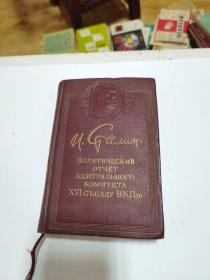 И. Сталин.
ПОЛИТИЧЕСКИЙ
ОТЧЕТ
ЦЕНТРАЛЬНОГО
КОМИТЕТА
XVI СЪЕЗДУ ВКП(б)